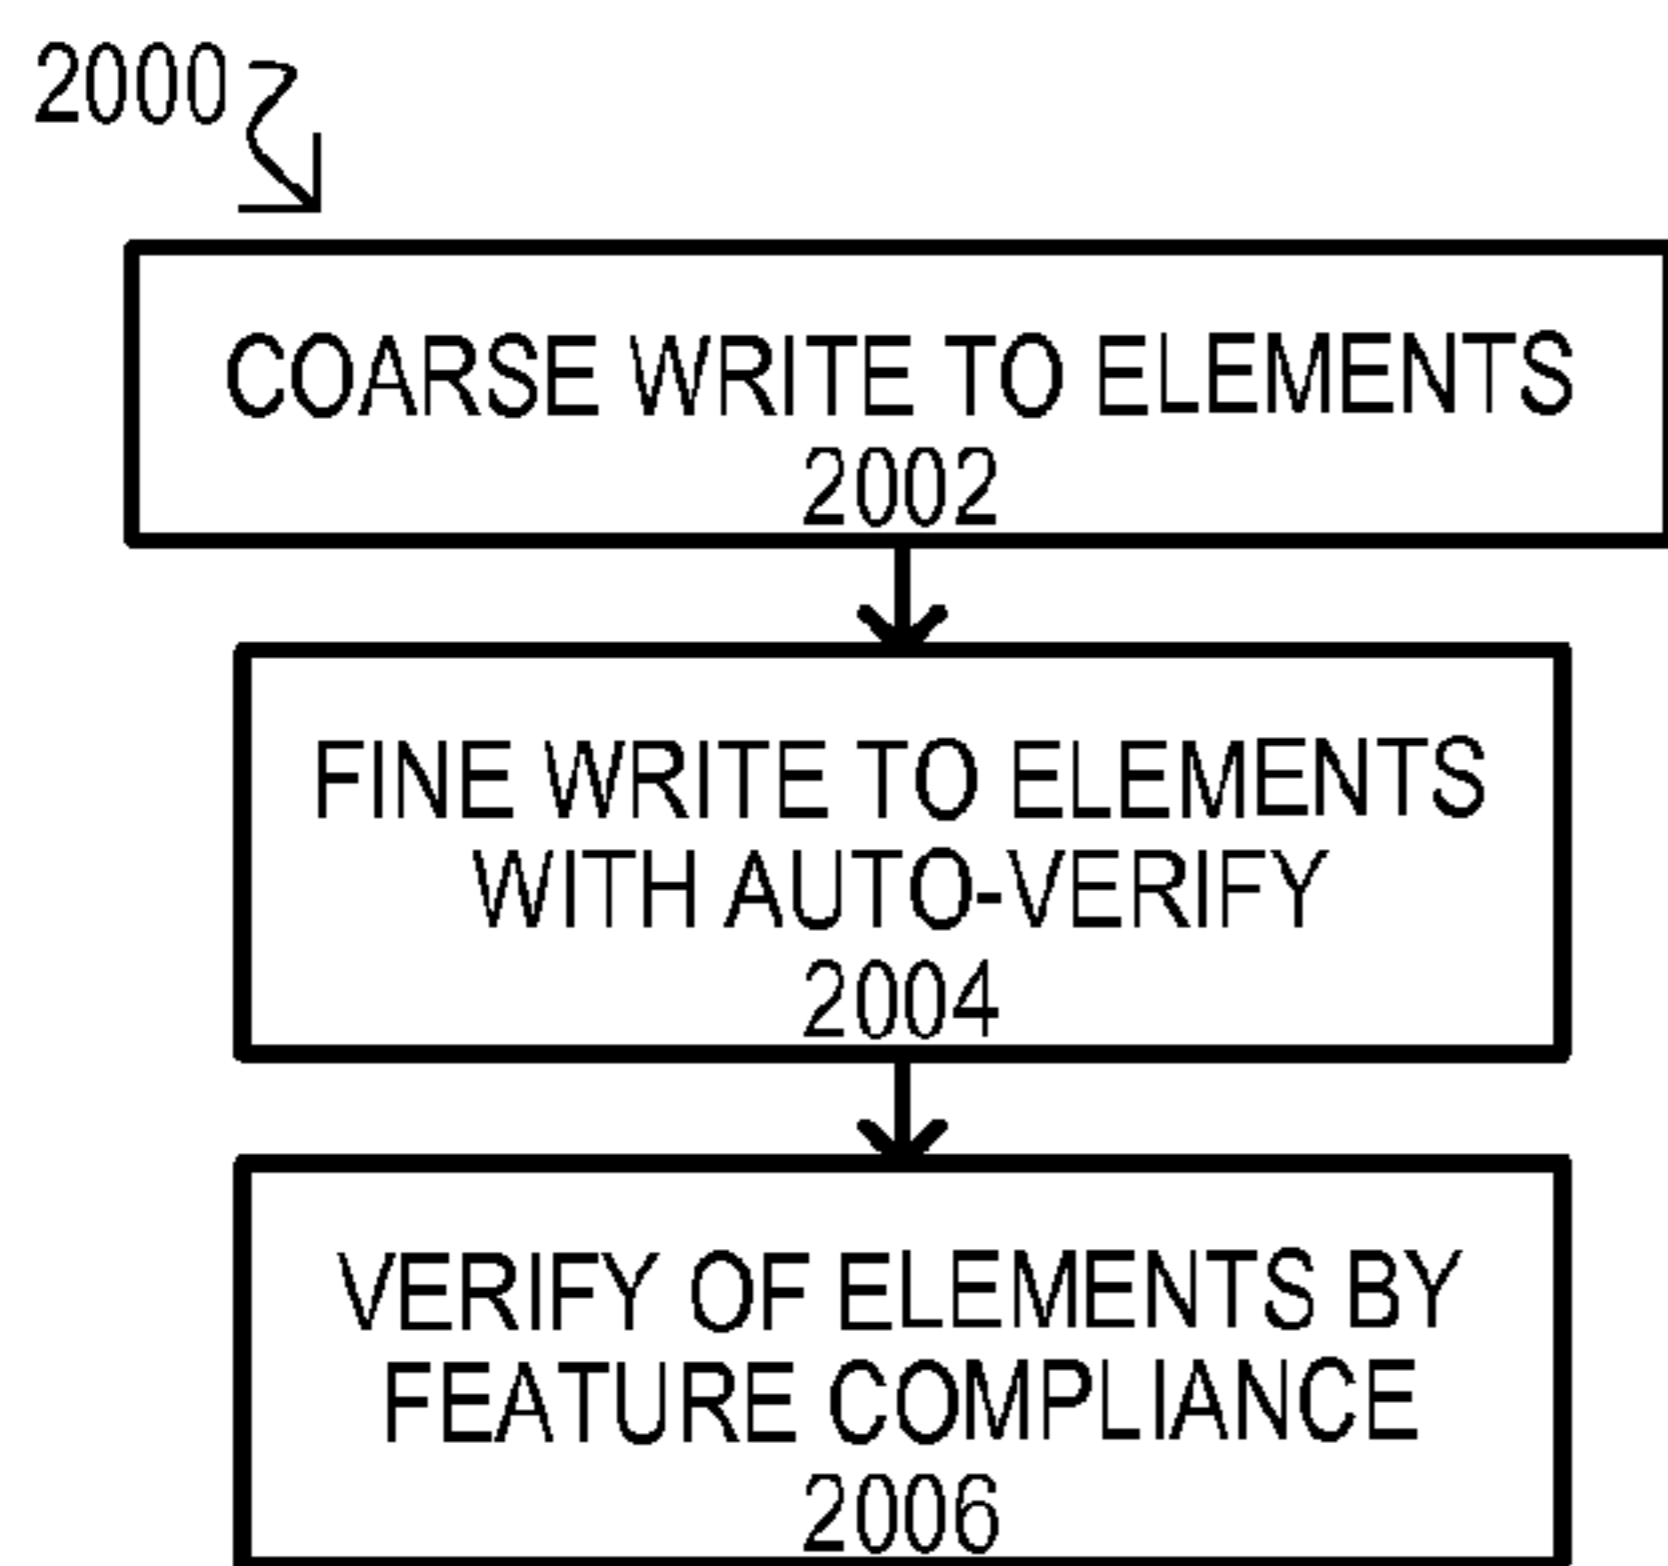 2000
COARSE WRITE TO ELEMENTS
2002
FINE WRITE TO ELEMENTS
WITH AUTO-VERIFY
2004
VERIFY OF ELEMENTS BY
FEATURE COMPLIANCE
2006